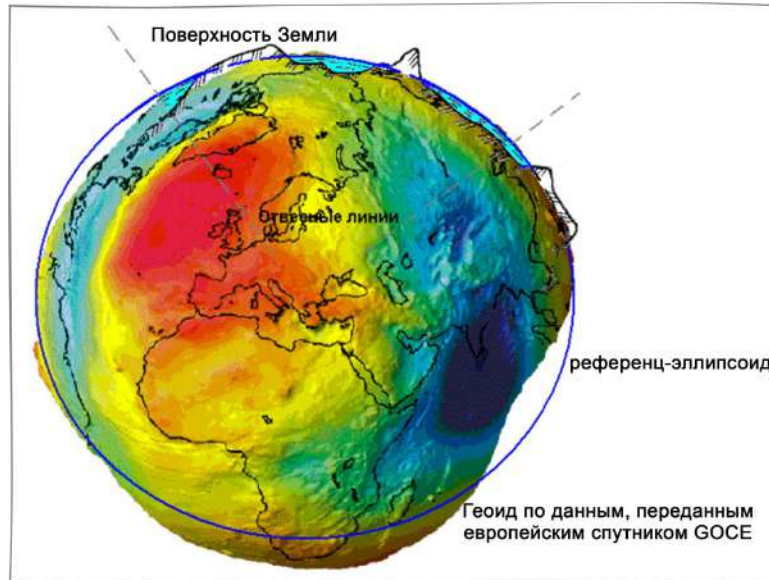 Поверхность Земли
Отвесные линии
референц-эллипсоид
Геоид по данным, переданным
европейским спутником GOCE